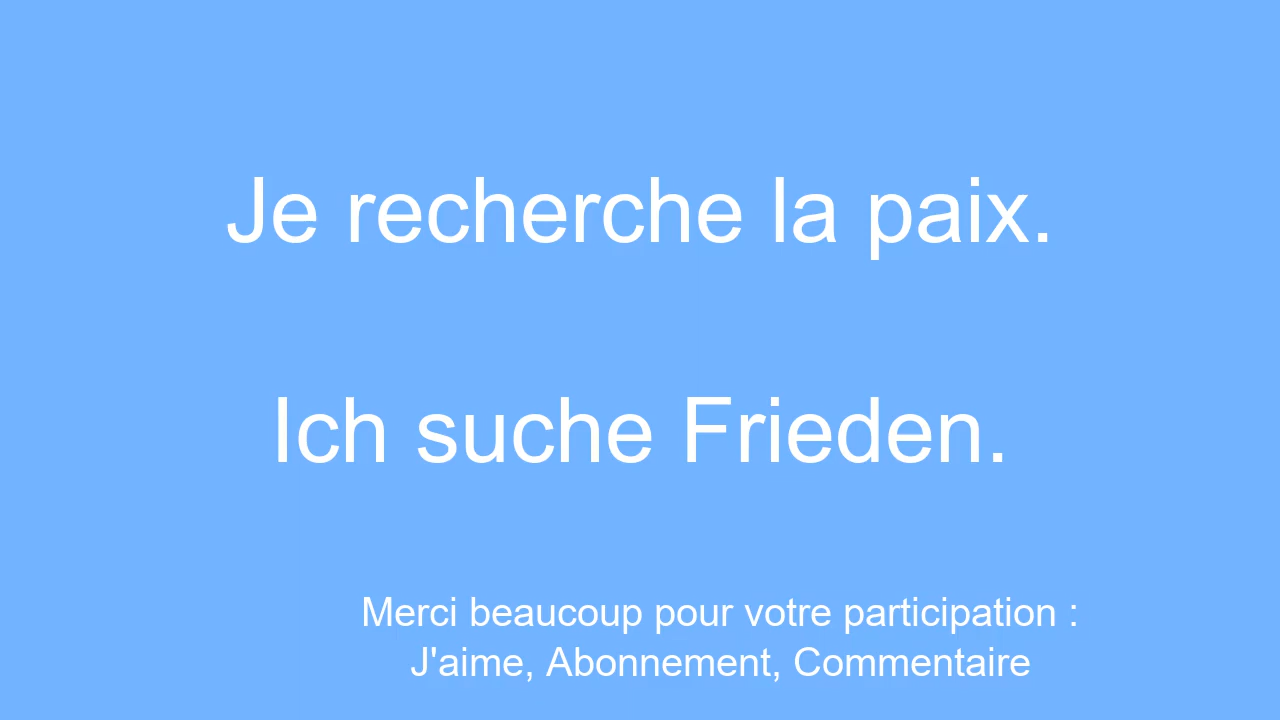 Je recherche la paix.
Ich suche Frieden.
Merci beaucoup pour votre participation :
J'aime, Abonnement, Commentaire